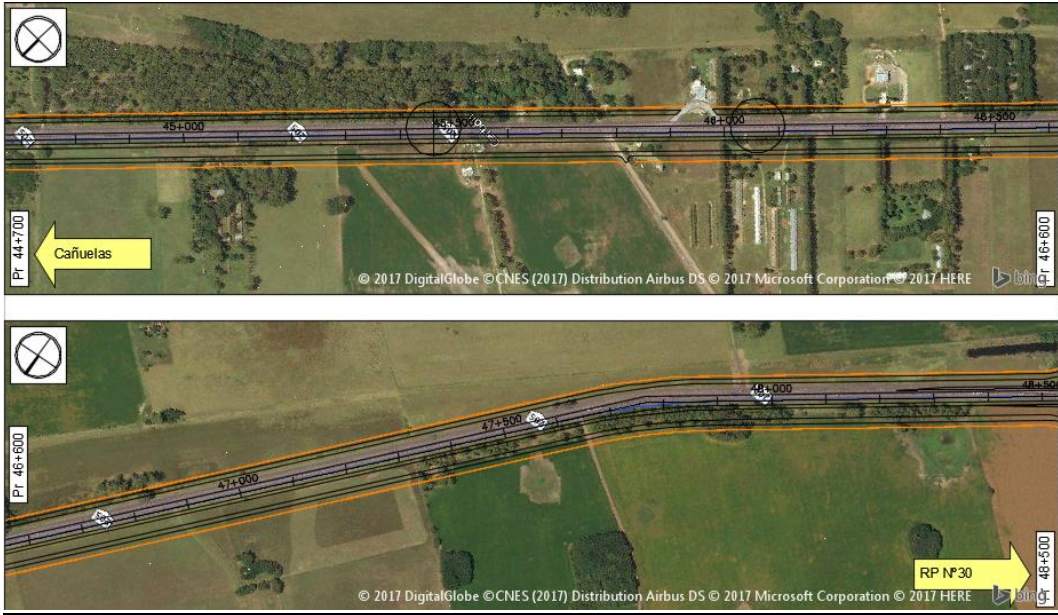 45+000
45+500
46+000
46+500
Pr 44+700
Cañuelas
Pr 46+600
© 2017 DigitalGlobe ©CNES (2017) Distribution Airbus DS © 2017 Microsoft Corporation © 2017 HERE
bing
47+000
47+500
48+000
48+500
Pr 46+600
RP Nº30
Pr 48+500
© 2017 DigitalGlobe ©CNES (2017) Distribution Airbus DS © 2017 Microsoft Corporation © 2017 HERE
bing